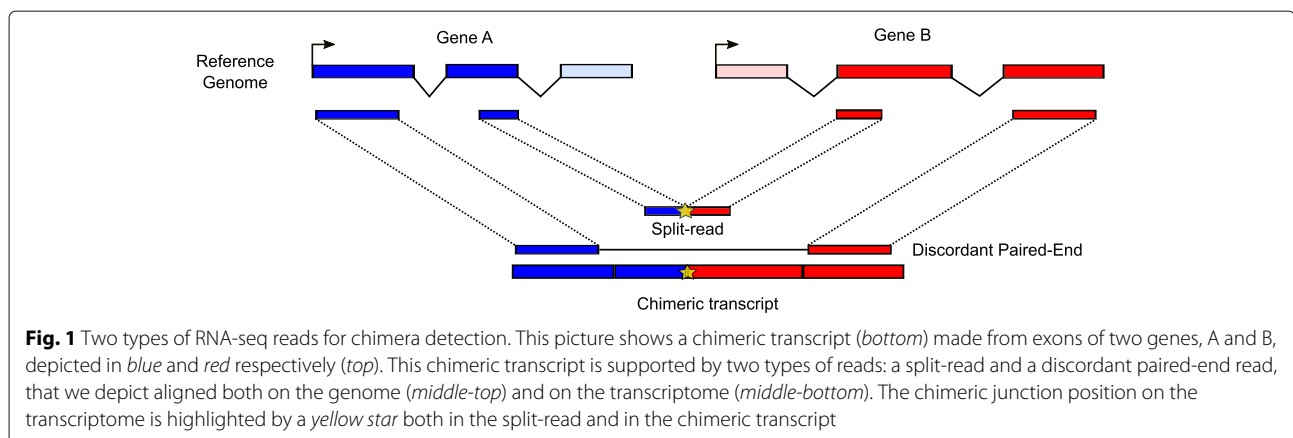 Gene A
Gene B
Reference
Genome
Split-read
Discordant Paired-End
Chimeric transcript
Fig. 1 Two types of RNA-seq reads for chimera detection. This picture shows a chimeric transcript (bottom) made from exons of two genes, A and B,
depicted in blue and red respectively (top). This chimeric transcript is supported by two types of reads: a split-read and a discordant paired-end read,
that we depict aligned both on the genome (middle-top) and on the transcriptome (middle-bottom). The chimeric junction position on the
transcriptome is highlighted by a yellow star both in the split-read and in the chimeric transcript